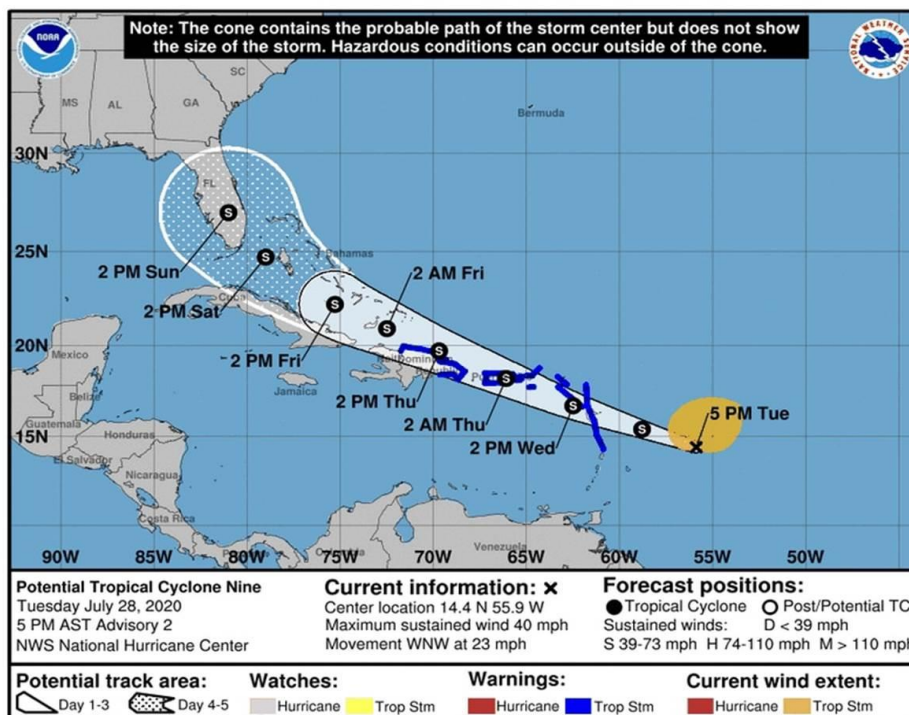 Note: The cone contains the probable path of the storm center but does not show
the size of the storm. Hazardous conditions can occur outside of the cone.
NOAA
SC
MS AL GA
Bermuda
30N
FL
25N
2 PM Sun
Bahamas
2 AM Fri
2 PM Sat
Cuba
20N
Mexico
2 PM Fri
Jamaica
2 PM Thu
Belize
2 AM Thu
5 PM Tue
Guatemala
Honduras
2 PM Wed
15N
El Salvador
Nicaragua
Costa Rica
Venezuela
90W 85W 80W 75W 70W 65W 60W 55W 50W
Potential Tropical Cyclone Nine
Tuesday July 28, 2020
5 PM AST Advisory 2
NWS National Hurricane Center
Current information: x
Center location 14.4 N 55.9 W
Maximum sustained wind 40 mph
Movement WNW at 23 mph
Forecast positions:
Tropical Cyclone Post/Potential TC
Sustained winds: D < 39 mph
S 39-73 mph H 74-110 mph M > 110 mph
Potential track area:
Day 1-3 Day 4-5
Watches:
Hurricane Trop Stm
Warnings:
Hurricane Trop Stm
Current wind extent:
Hurricane Trop Stm